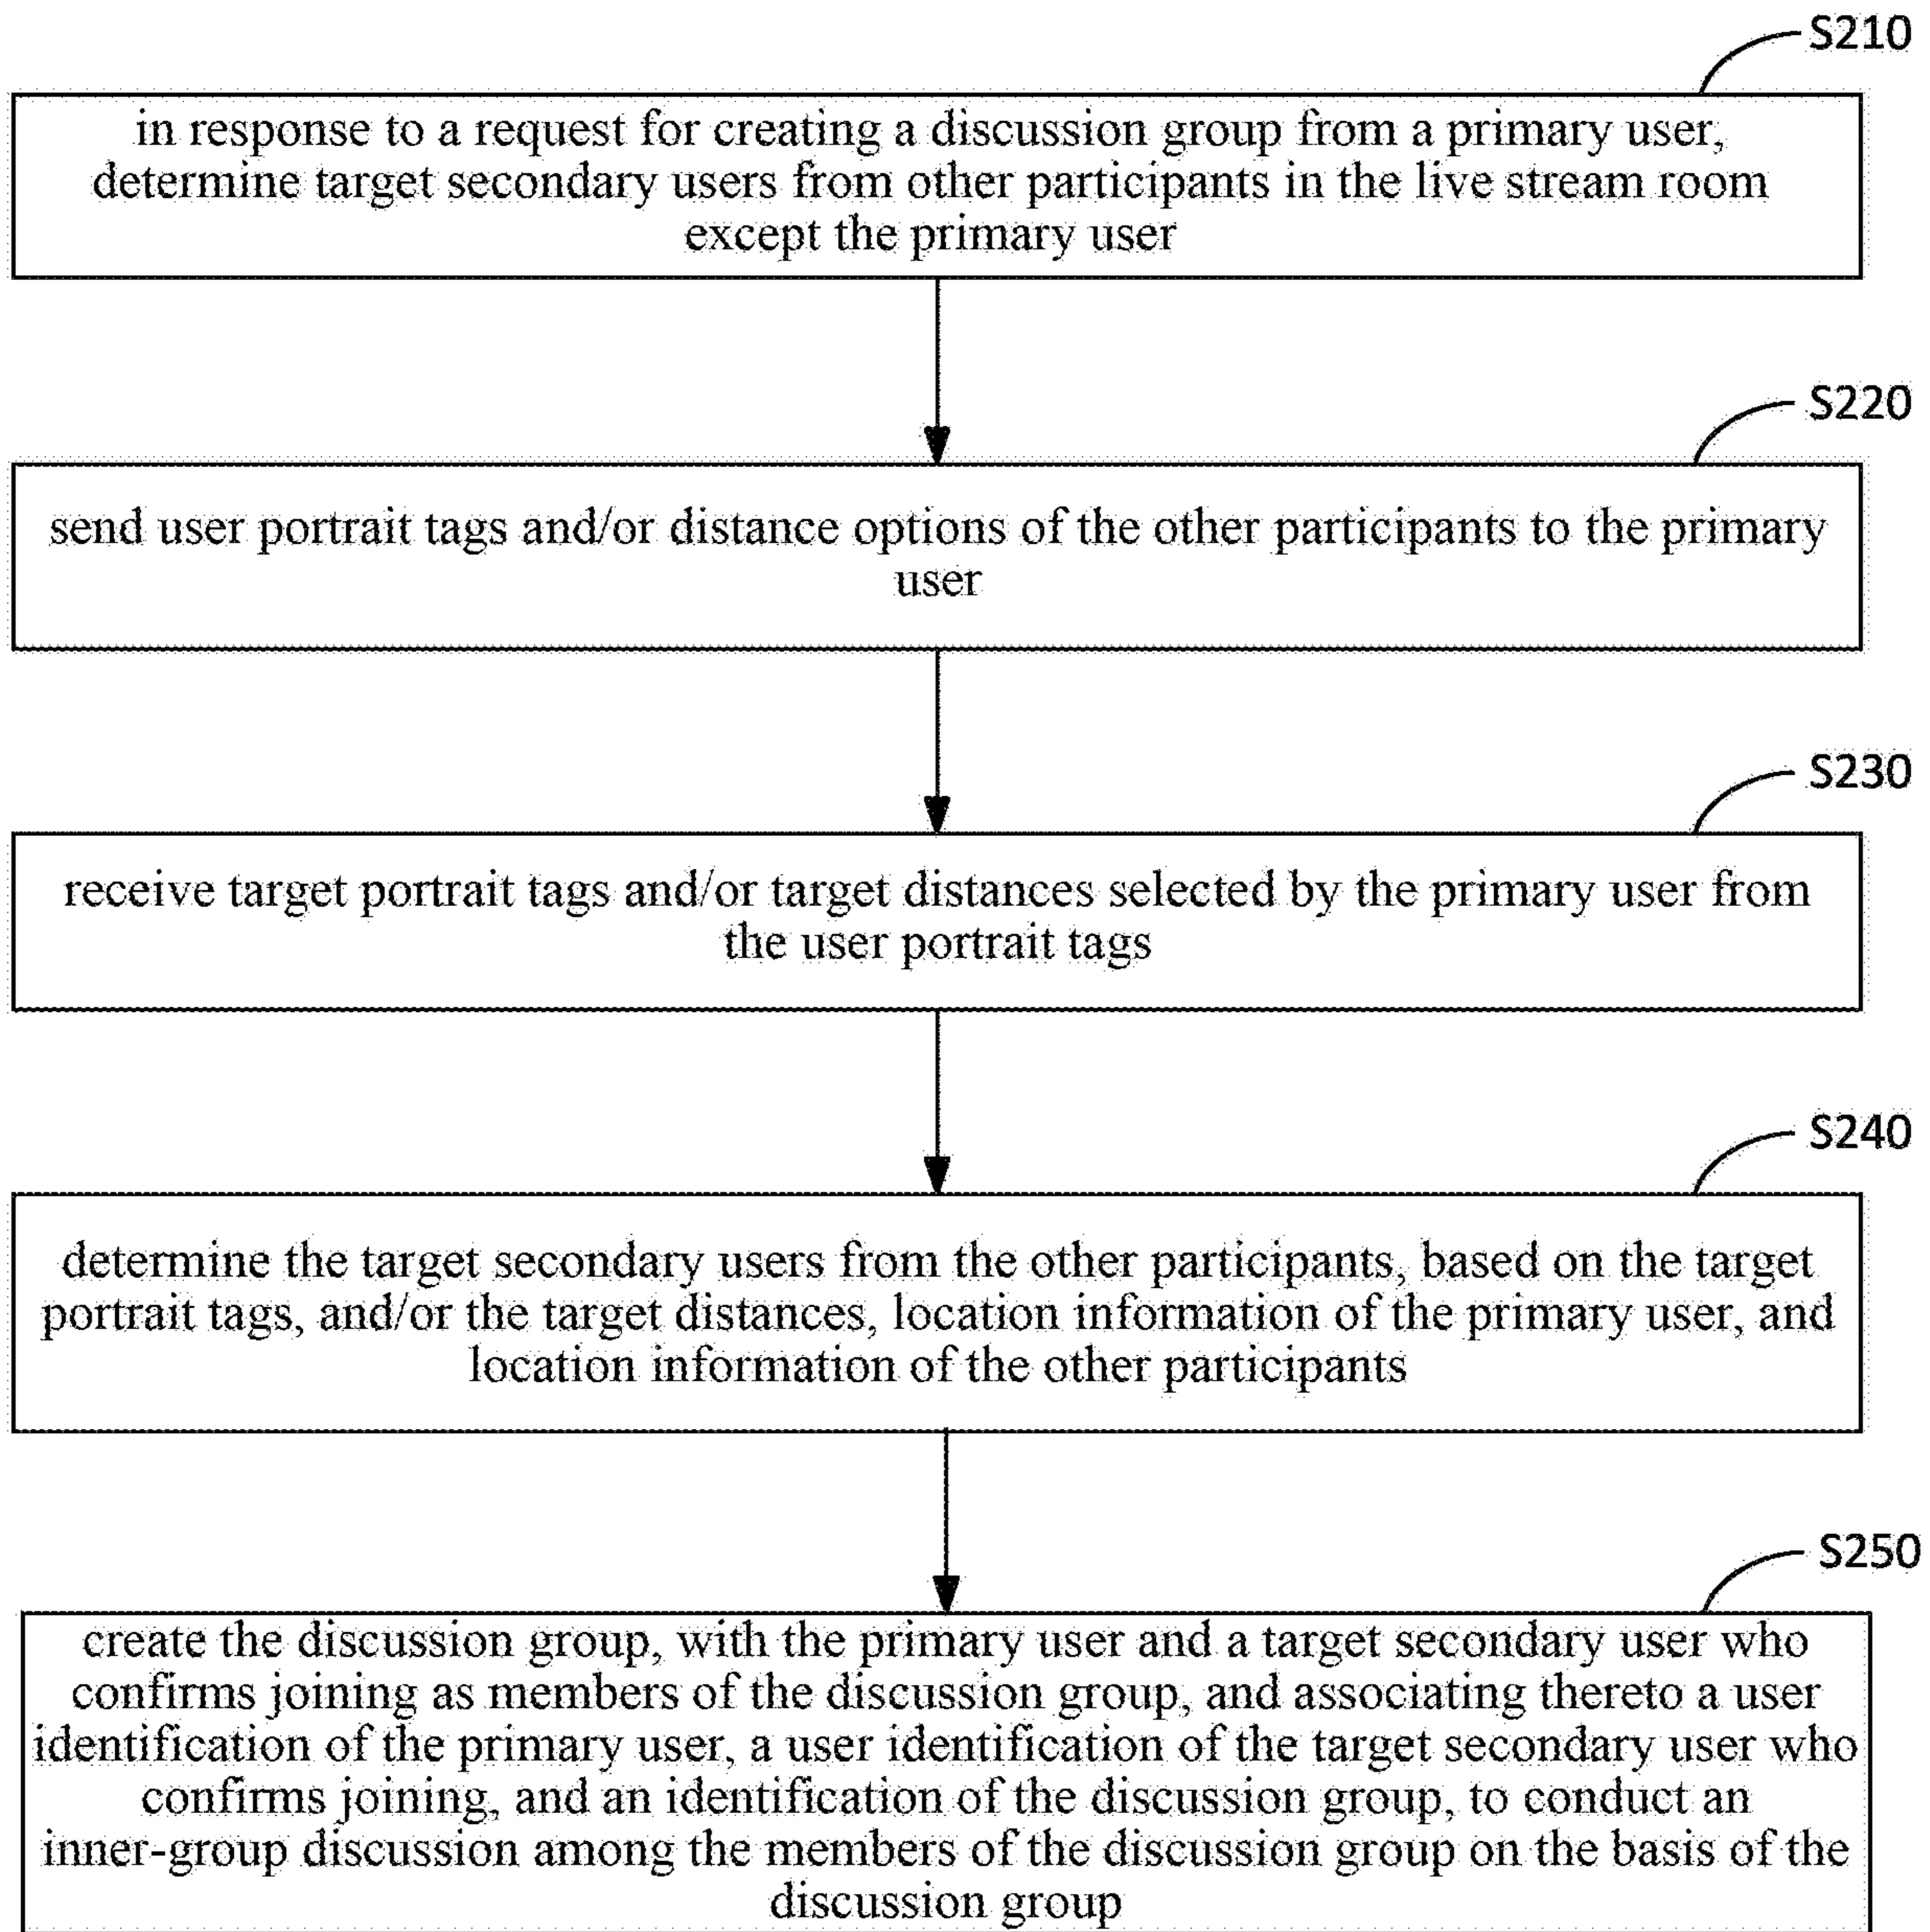 S210
in response to a request for creating a discussion group from a primary user,
determine target secondary users from other participants in the live stream room
except the primary user
S220
send user portrait tags and/or distance options of the other participants to the primary
user
S230
receive target portrait tags and/or target distances selected by the primary user from
the user portrait tags
S240
determine the target secondary users from the other participants, based on the target
portrait tags, and/or the target distances, location information of the primary user, and
location information of the other participants
S250
create the discussion group, with the primary user and a target secondary user who
confirms joining as members of the discussion group, and associating thereto a user
identification of the primary user, a user identification of the target secondary user who
confirms joining, and an identification of the discussion group, to conduct an
inner-group discussion among the members of the discussion group on the basis of the
discussion group